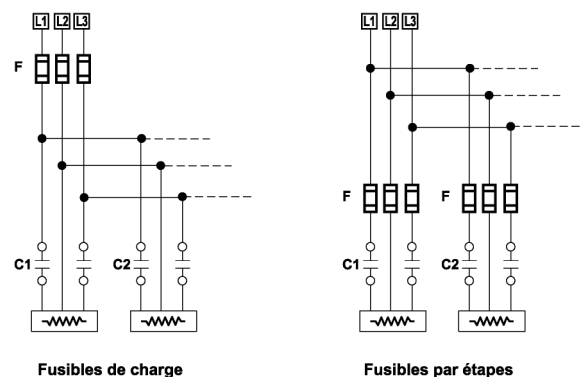 L1 L2 L3
F
C1
C2
Fusibles de charge
L1 L2 L3
F
F
C1
C2
Fusibles par étapes